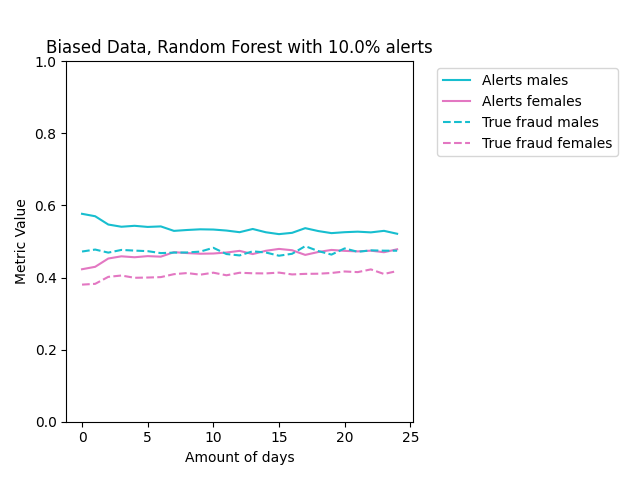 Biased Data, Random Forest with 10.0% alerts
Alerts males
Alerts females
True fraud males
True fraud females
1.0
0.8
0.6
0.4
0.2
0.0
Metric Value
0 5 10 15 20 25
Amount of days